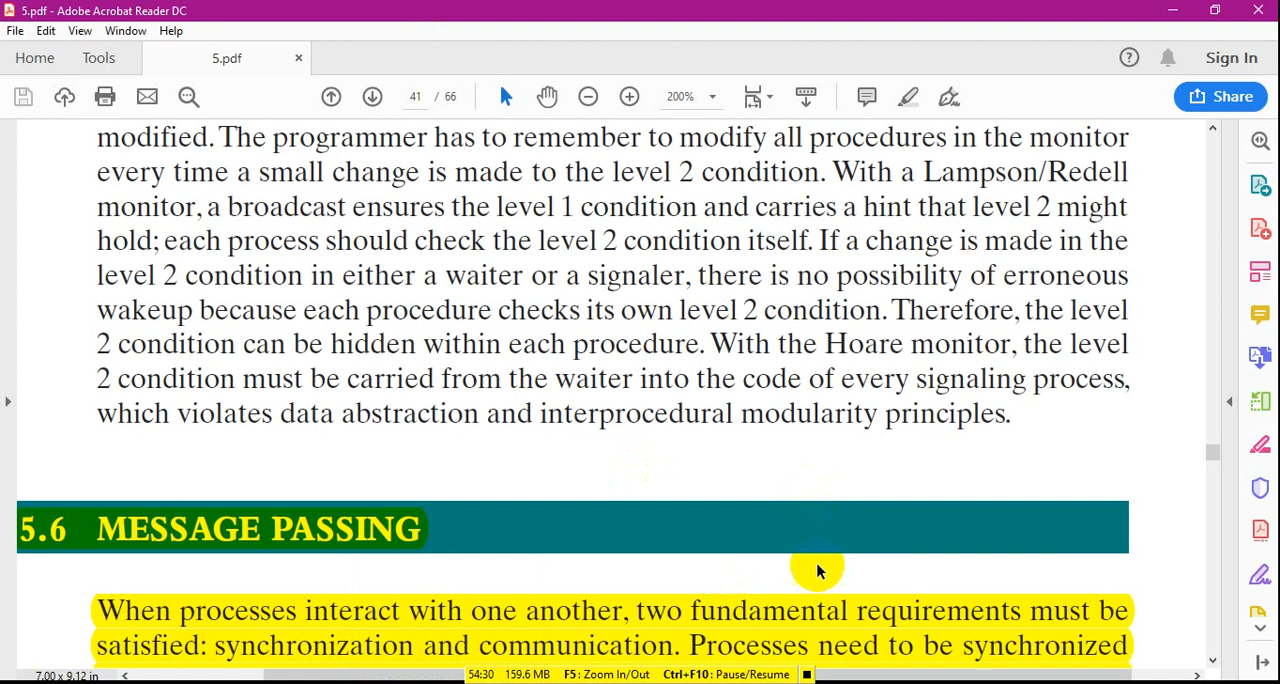 5.pdf - Adobe Acrobat Reader DC
File Edit View Window Help
Home Tools 5.pdf × Sign In
41 / 66 200% Share
modified. The programmer has to remember to modify all procedures in the monitor
every time a small change is made to the level 2 condition. With a Lampson/Redell
monitor, a broadcast ensures the level 1 condition and carries a hint that level 2 might
hold; each process should check the level 2 condition itself. If a change is made in the
level 2 condition in either a waiter or a signaler, there is no possibility of erroneous
wakeup because each procedure checks its own level 2 condition. Therefore, the level
2 condition can be hidden within each procedure. With the Hoare monitor, the level
2 condition must be carried from the waiter into the code of every signaling process,
which violates data abstraction and interprocedural modularity principles.
5.6 MESSAGE PASSING
When processes interact with one another, two fundamental requirements must be
satisfied: synchronization and communication. Processes need to be synchronized
7.00 x 9.12 in
54:30 159.6 MB F5: Zoom In/Out Ctrl+F10: Pause/Resume